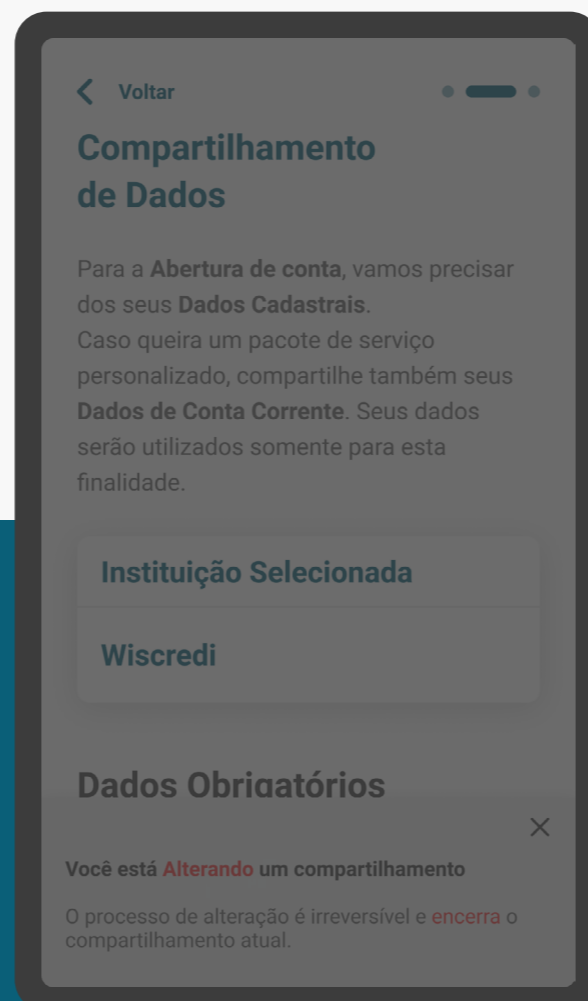 Voltar
Compartilhamento
de Dados
Para a Abertura de conta, vamos precisar
dos seus Dados Cadastrais.
Caso queira um pacote de serviço
personalizado, compartilhe também seus
Dados de Conta Corrente. Seus dados
serão utilizados somente para esta
finalidade.
Instituição Selecionada
Wiscredi
Dados Obrigatórios
Você está Alterando um compartilhamento
O processo de alteração é irreversível e encerra o
compartilhamento atual.